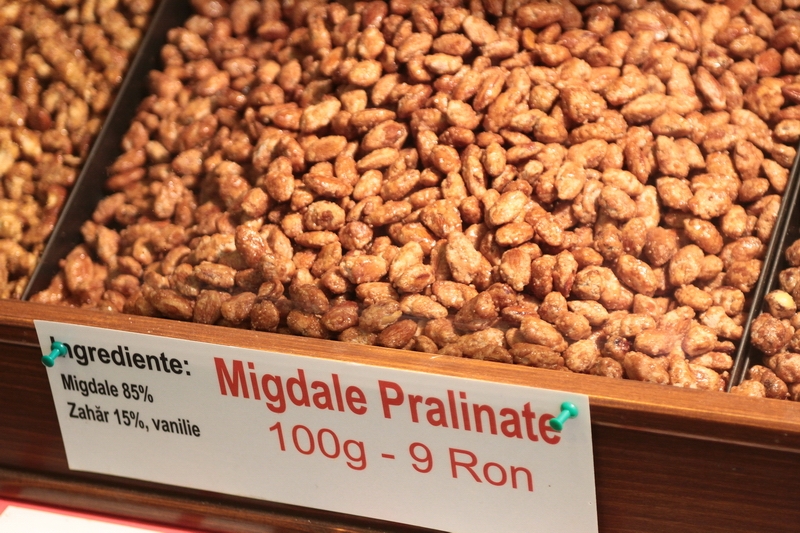 Ingrediente:
Migdale 85%
Zahăr 15%, vanilie
Migdale Pralinate
100g - 9 Ron